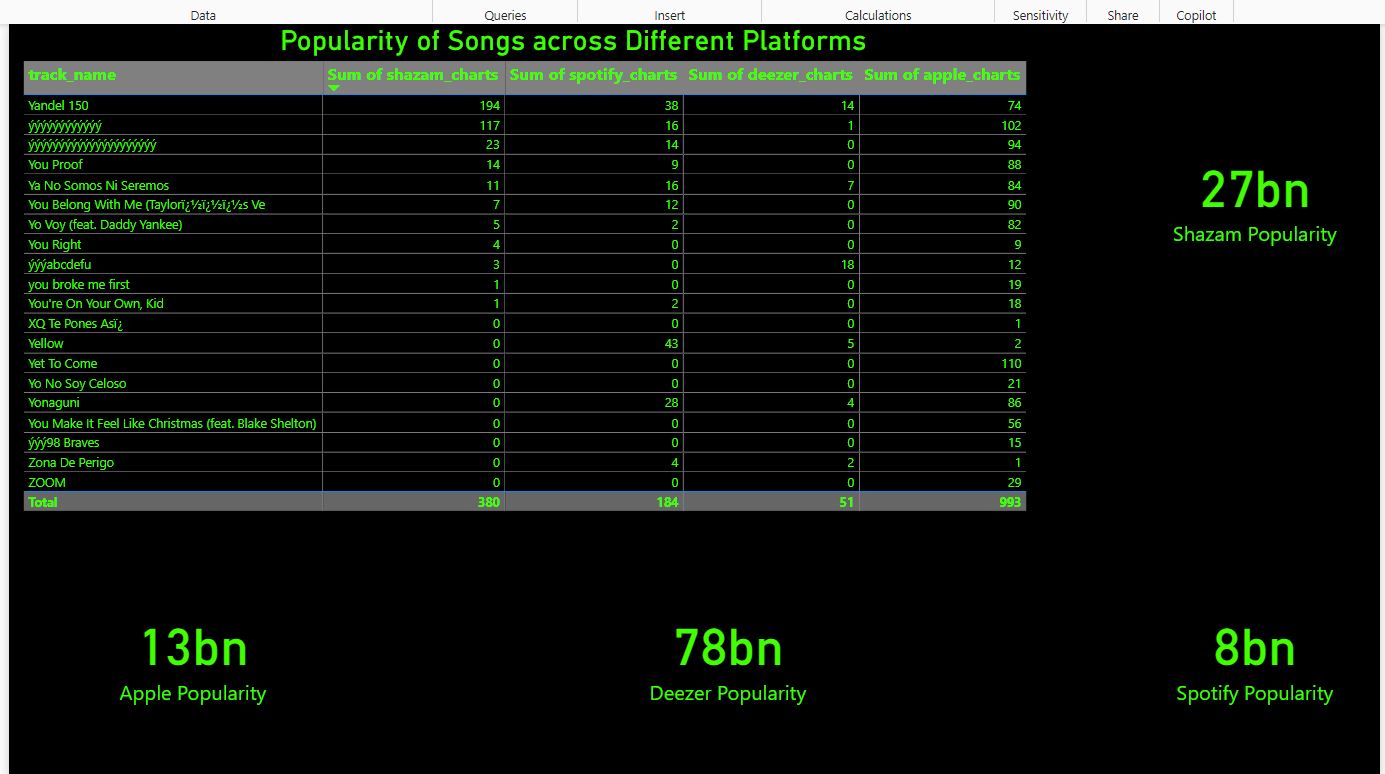 Data Queries Insert Calculations Sensitivity Share Copilot
Popularity of Songs across Different Platforms
track_name Sum of shazam_charts Sum of spotify_charts Sum of deezer_charts Sum of apple_charts
Yandel 150 194 38 14 74
ýýýýýýýýýýýý 117 16 1 102
ýýýýýýýýýýýýýýýýýýýýý 23 14 0 94
You Proof 14 9 0 88
Ya No Somos Ni Seremos 11 16 7 84
You Belong With Me (Taylorï¿½ï¿½ï¿½s Ve 7 12 0 90
Yo Voy (feat. Daddy Yankee) 5 2 0 82
You Right 4 0 0 9
ýýýabcdefu 3 0 18 12
you broke me first 1 0 0 19
You're On Your Own, Kid 1 2 0 18
XQ Te Pones Asï¿ 0 0 0 1
Yellow 0 43 5 2
Yet To Come 0 0 0 110
Yo No Soy Celoso 0 0 0 21
Yonaguni 0 28 4 86
You Make It Feel Like Christmas (feat. Blake Shelton) 0 0 0 56
ýýý98 Braves 0 0 0 15
Zona De Perigo 0 4 2 1
ZOOM 0 0 0 29
Total 380 184 51 993
27bn
Shazam Popularity
13bn 78bn 8bn
Apple Popularity Deezer Popularity Spotify Popularity